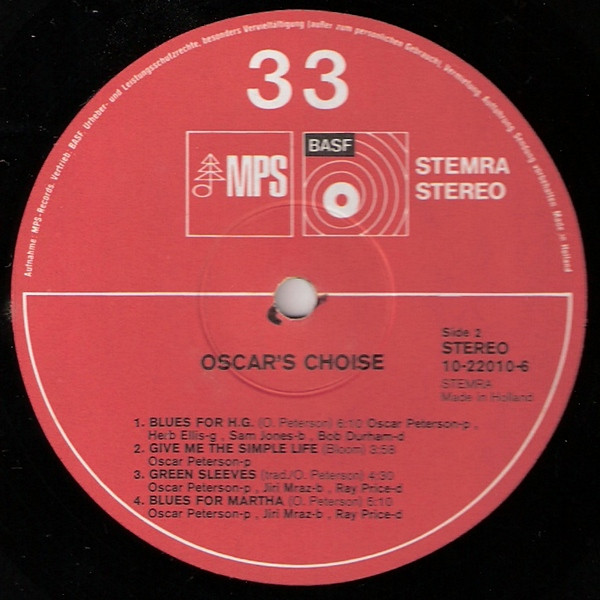 Aufnahme: MPS-Records. Vertrieb: BASF. Urheber- und Leistungsschutzrechte, besonders Vervielfältigung (außer zum persönlichen Gebrauch), Vermietung, Aufführung, Sendung vorbehalten. Made in Holland
33
MPS
BASF
STEMRA
STEREO
Side 2
STEREO
10-22010-6
STEMRA
Made in Holland
OSCAR'S CHOISE
1. BLUES FOR H.G. (O. Peterson) 6:10 Oscar Peterson-p ,
Herb Ellis-g , Sam Jones-b , Bob Durham-d
2. GIVE ME THE SIMPLE LIFE (Bloom) 3:58
Oscar Peterson-p
3. GREEN SLEEVES (trad./O. Peterson) 4:30
Oscar Peterson-p , Jiri Mraz-b , Ray Price-d
4. BLUES FOR MARTHA (O. Peterson) 6:10
Oscar Peterson-p , Jiri Mraz-b , Ray Price-d